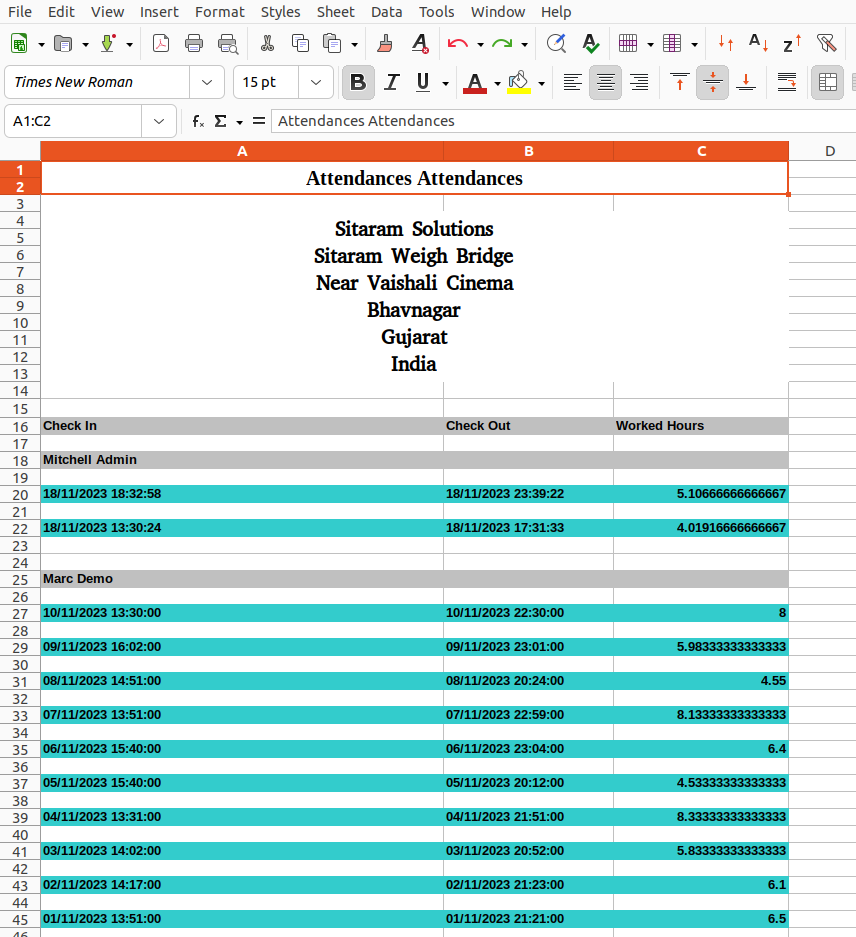 File Edit View Insert Format Styles Sheet Data Tools Window Help
Times New Roman 15 pt B I U A
A1:C2 fx Σ = Attendances Attendances
A B C D
1 Attendances Attendances
2
3
4 Sitaram Solutions
5
6 Sitaram Weigh Bridge
7
8 Near Vaishali Cinema
9
10 Bhavnagar
11 Gujarat
12
13 India
14
15
16 Check In Check Out Worked Hours
17
18 Mitchell Admin
19
20 18/11/2023 18:32:58 18/11/2023 23:39:22 5.10666666666667
21
22 18/11/2023 13:30:24 18/11/2023 17:31:33 4.01916666666667
23
24
25 Marc Demo
26
27 10/11/2023 13:30:00 10/11/2023 22:30:00 8
28
29 09/11/2023 16:02:00 09/11/2023 23:01:00 5.98333333333333
30
31 08/11/2023 14:51:00 08/11/2023 20:24:00 4.55
32
33 07/11/2023 13:51:00 07/11/2023 22:59:00 8.13333333333333
34
35 06/11/2023 15:40:00 06/11/2023 23:04:00 6.4
36
37 05/11/2023 15:40:00 05/11/2023 20:12:00 4.53333333333333
38
39 04/11/2023 13:31:00 04/11/2023 21:51:00 8.33333333333333
40
41 03/11/2023 14:02:00 03/11/2023 20:52:00 5.83333333333333
42
43 02/11/2023 14:17:00 02/11/2023 21:23:00 6.1
44
45 01/11/2023 13:51:00 01/11/2023 21:21:00 6.5
46